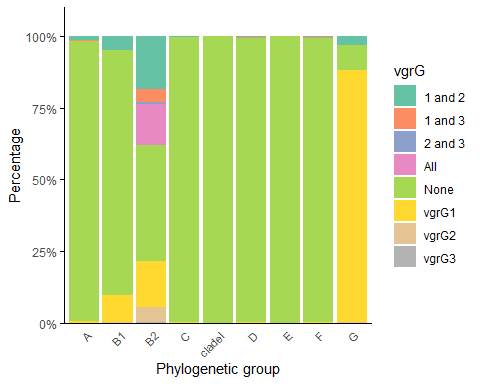 100%
75%
50%
25%
0%
Percentage
A
B1
B2
C
cladeI
D
E
F
G
Phylogenetic group
vgrG
1 and 2
1 and 3
2 and 3
All
None
vgrG1
vgrG2
vgrG3